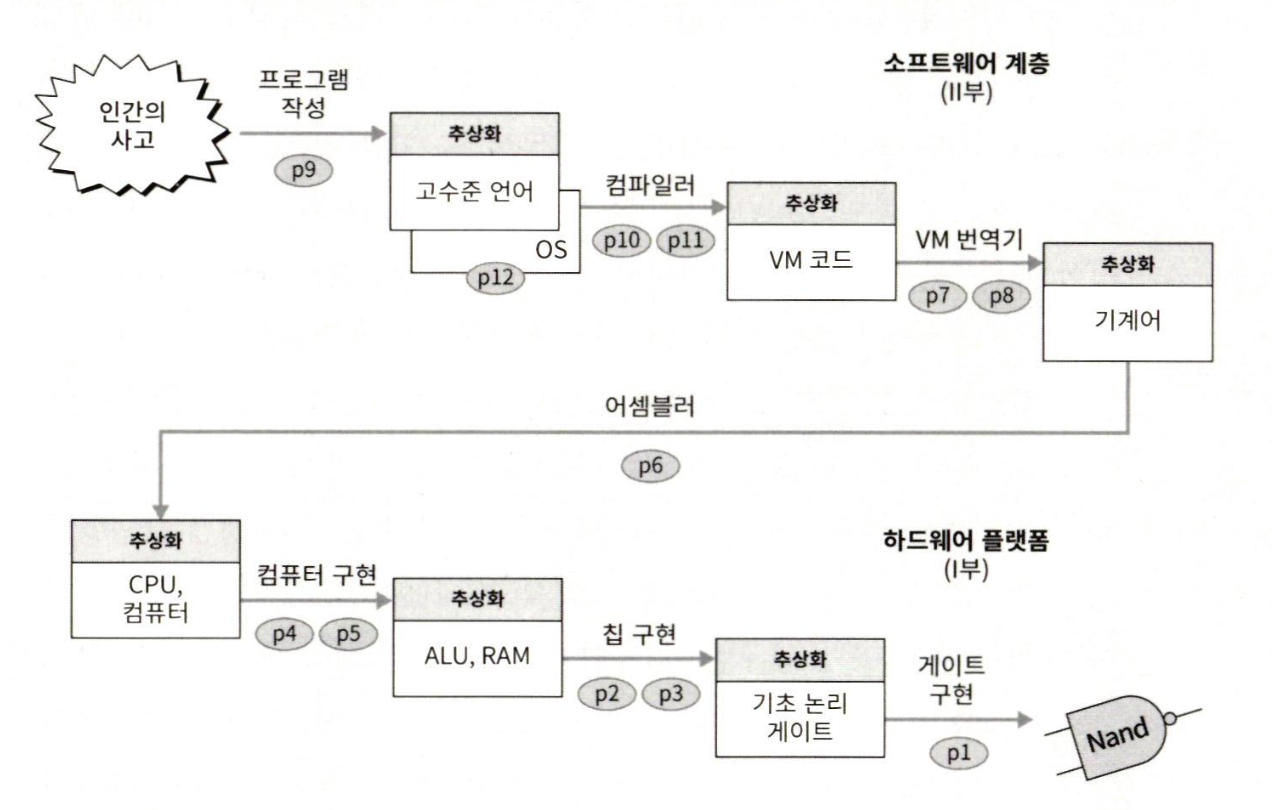 소프트웨어 계층
(II부)
인간의
사고
프로그램
작성
p9
추상화
고수준 언어
OS
p12
컴파일러
p10 p11
추상화
VM 코드
VM 번역기
p7 p8
추상화
기계어
어셈블러
p6
하드웨어 플랫폼
(I부)
추상화
CPU,
컴퓨터
컴퓨터 구현
p4 p5
추상화
ALU, RAM
칩 구현
p2 p3
추상화
기초 논리
게이트
게이트
구현
p1
Nand